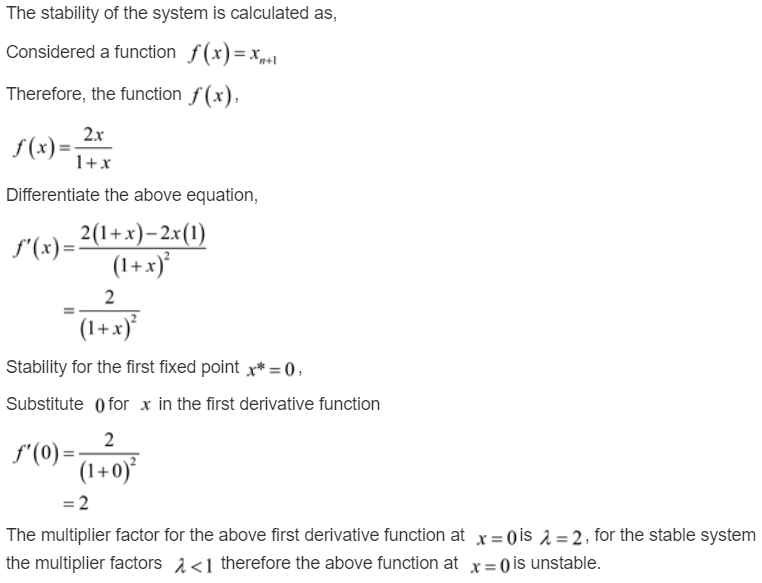 The stability of the system is calculated as,
Considered a function f(x) = xₙ₊₁
Therefore, the function f(x),
f(x) = 2x / 1+x
Differentiate the above equation,
f'(x) = 2(1+x)−2x(1) / (1+x)²
= 2 / (1+x)²
Stability for the first fixed point x* = 0,
Substitute 0 for x in the first derivative function
f'(0) = 2 / (1+0)²
= 2
The multiplier factor for the above first derivative function at x = 0 is λ = 2, for the stable system
the multiplier factors λ < 1 therefore the above function at x = 0 is unstable.